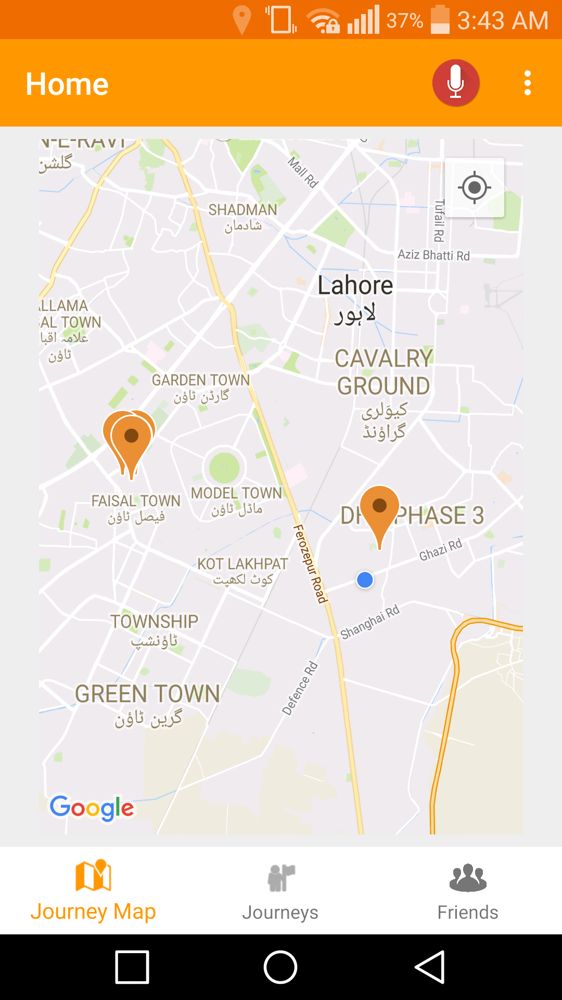 37% 3:43 AM
Home
N-E-RAVI
گلشن
Mall Rd
SHADMAN
شادمان
Tufail Rd
Aziz Bhatti Rd
Lahore
لاہور
ALLAMA
AL TOWN
علامہ اقبا
ٹاؤن
CAVALRY
GROUND
کیوَلری
گراؤنڈ
GARDEN TOWN
گارڈن ٹاؤن
FAISAL TOWN
فیصل ٹاؤن
MODEL TOWN
ماڈل ٹاؤن
PHASE 3
Ferozepur Road
Ghazi Rd
KOT LAKHPAT
کوٹ لکھپت
TOWNSHIP
ٹاؤنشپ
Shanghai Rd
Defence Rd
GREEN TOWN
گرین ٹاؤن
Google
Journey Map
Journeys
Friends